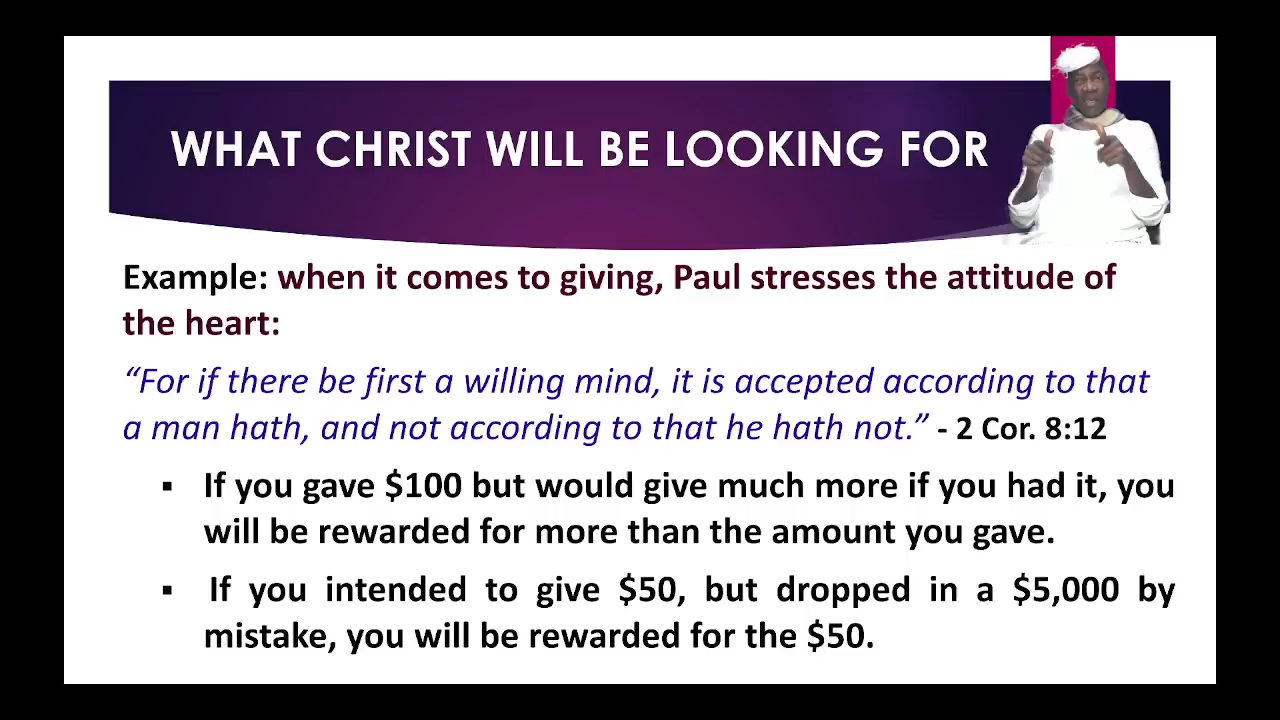 WHAT CHRIST WILL BE LOOKING FOR
Example: when it comes to giving, Paul stresses the attitude of
the heart:
“For if there be first a willing mind, it is accepted according to that
a man hath, and not according to that he hath not.” - 2 Cor. 8:12
▪ If you gave $100 but would give much more if you had it, you
will be rewarded for more than the amount you gave.
▪ If you intended to give $50, but dropped in a $5,000 by
mistake, you will be rewarded for the $50.